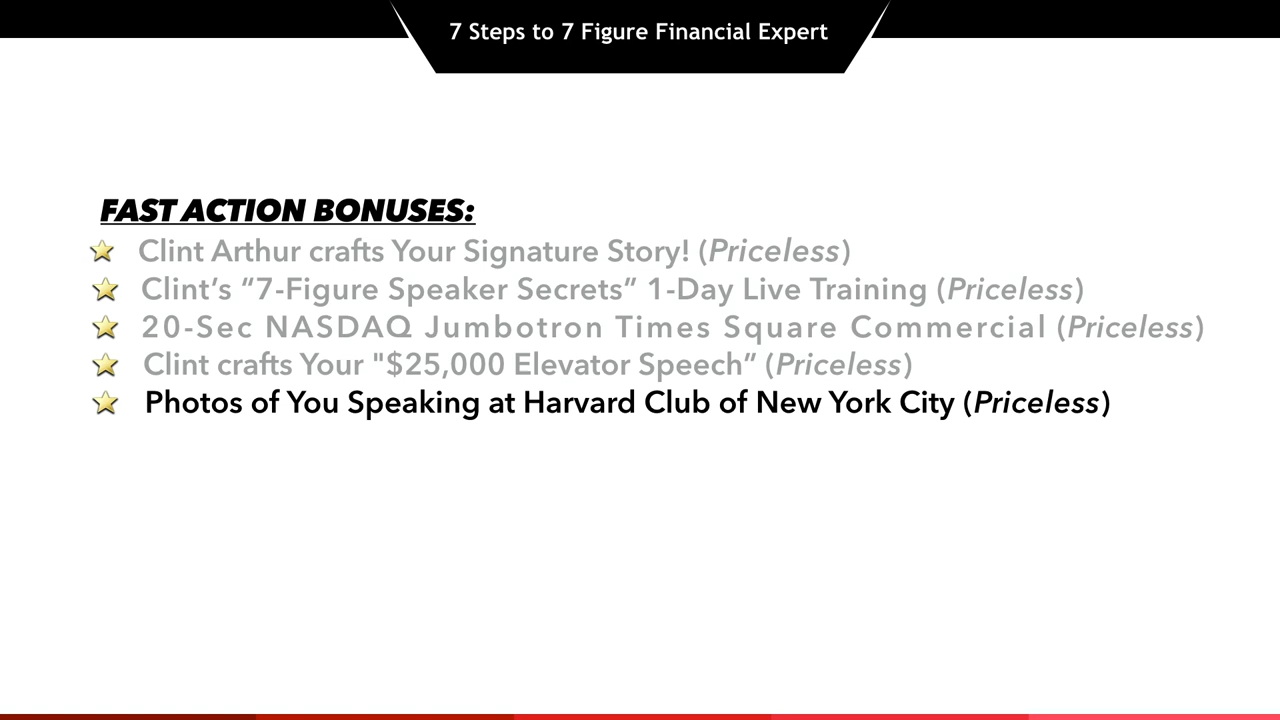 7 Steps to 7 Figure Financial Expert
FAST ACTION BONUSES:
Clint Arthur crafts Your Signature Story! (Priceless)
Clint’s “7-Figure Speaker Secrets” 1-Day Live Training (Priceless)
20-Sec NASDAQ Jumbotron Times Square Commercial (Priceless)
Clint crafts Your "$25,000 Elevator Speech” (Priceless)
Photos of You Speaking at Harvard Club of New York City (Priceless)